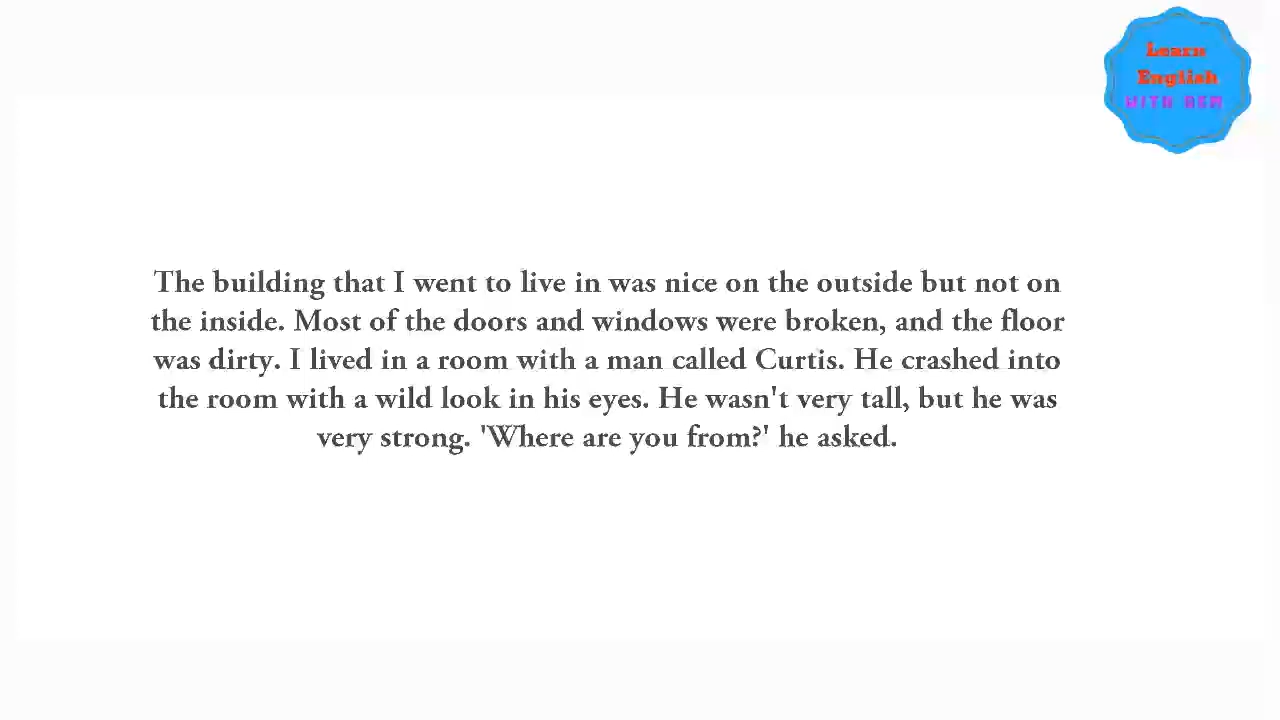 Learn
English
WITH
The building that I went to live in was nice on the outside but not on
the inside. Most of the doors and windows were broken, and the floor
was dirty. I lived in a room with a man called Curtis. He crashed into
the room with a wild look in his eyes. He wasn't very tall, but he was
very strong. 'Where are you from?' he asked.